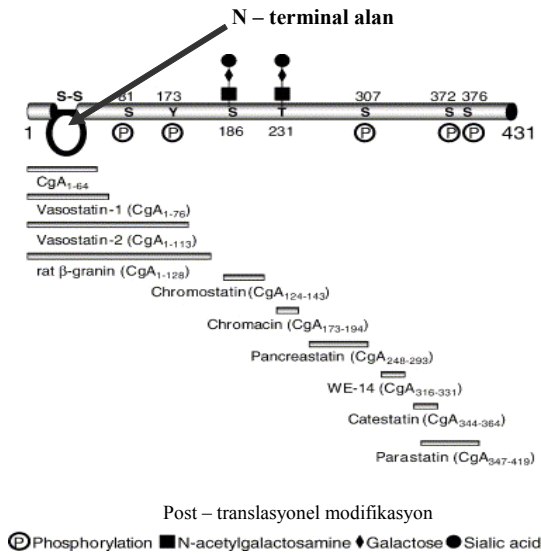 N – terminal alan
S-S 81 173 307 372 376
S Y S T S S S
1 P P 186 231 P P P 431
CgA1-64
Vasostatin-1 (CgA1-76)
Vasostatin-2 (CgA1-113)
rat β-granin (CgA1-128)
Chromostatin(CgA124-143)
Chromacin (CgA173-194)
Pancreastatin (CgA248-293)
WE-14 (CgA316-331)
Catestatin (CgA344-364)
Parastatin (CgA347-419)
Post – translasyonel modifikasyon
P Phosphorylation N-acetylgalactosamine Galactose Sialic acid